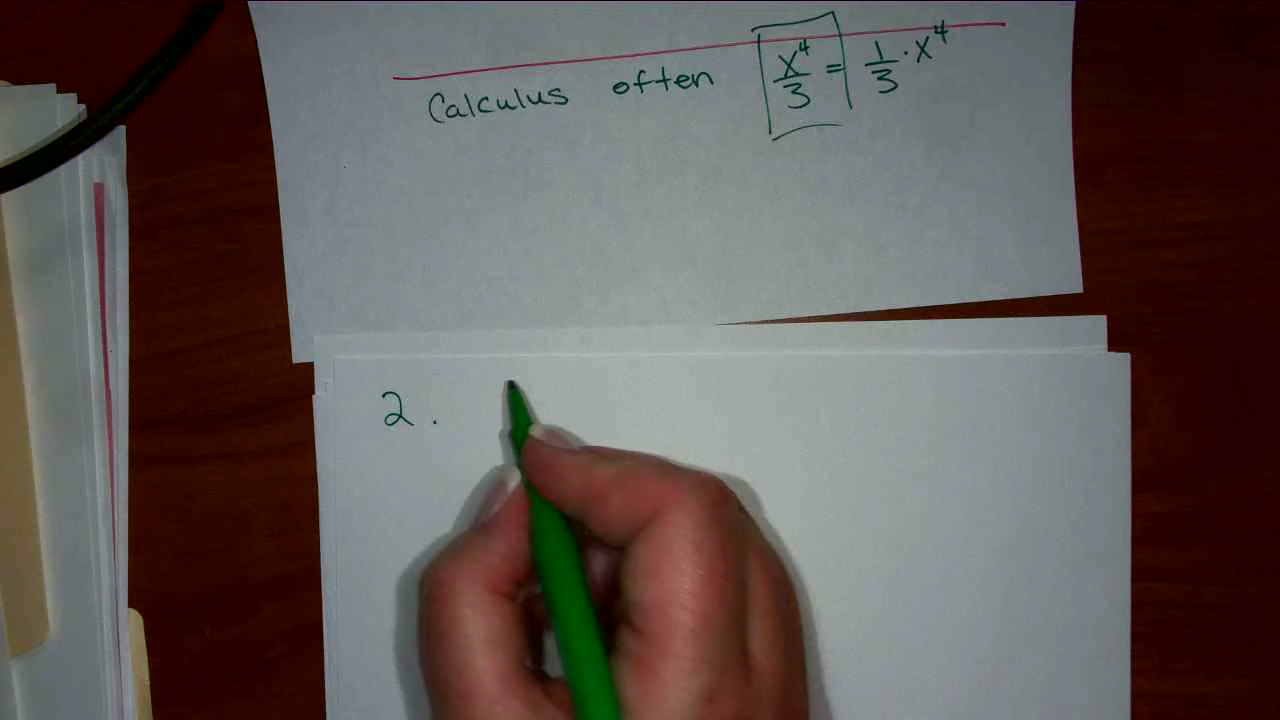 Calculus often x⁴/3 = 1/3 · x⁴
2.